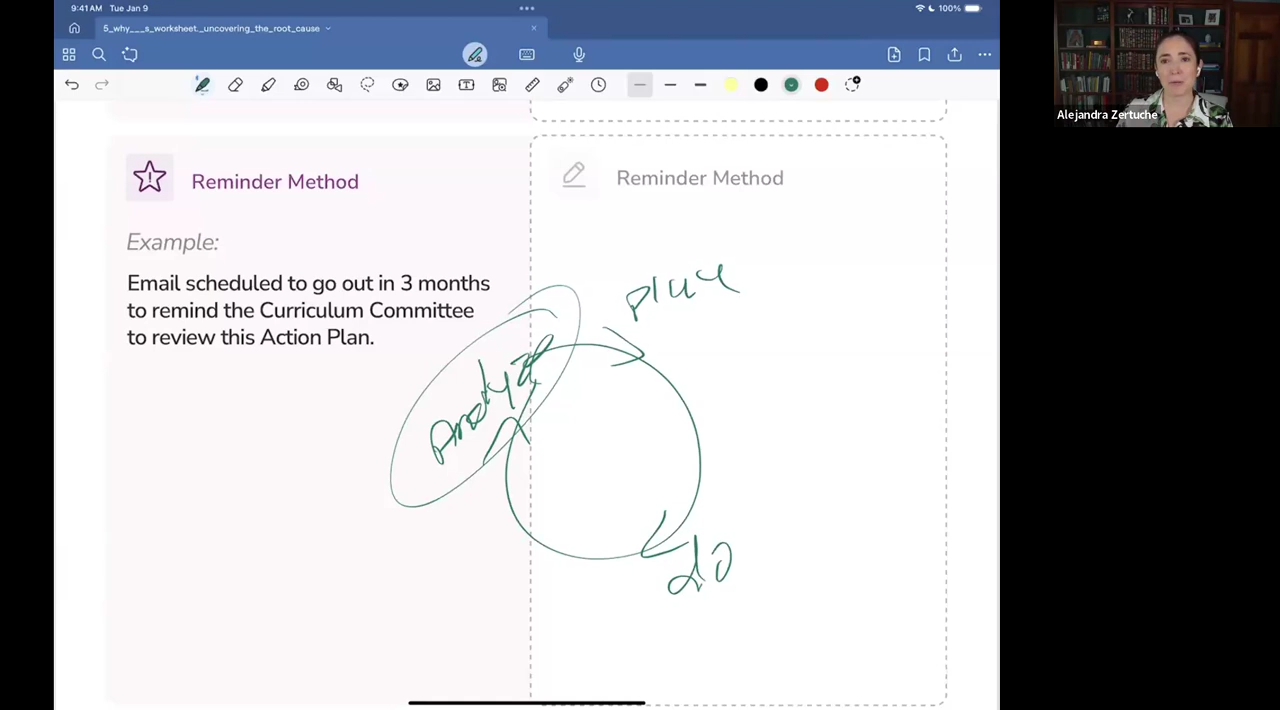 9:41 AM Tue Jan 9
100%
5_why___s_worksheet._uncovering_the_root_cause
Alejandra Zertuche
Reminder Method
Example:
Email scheduled to go out in 3 months
to remind the Curriculum Committee
to review this Action Plan.
Reminder Method
plan
do